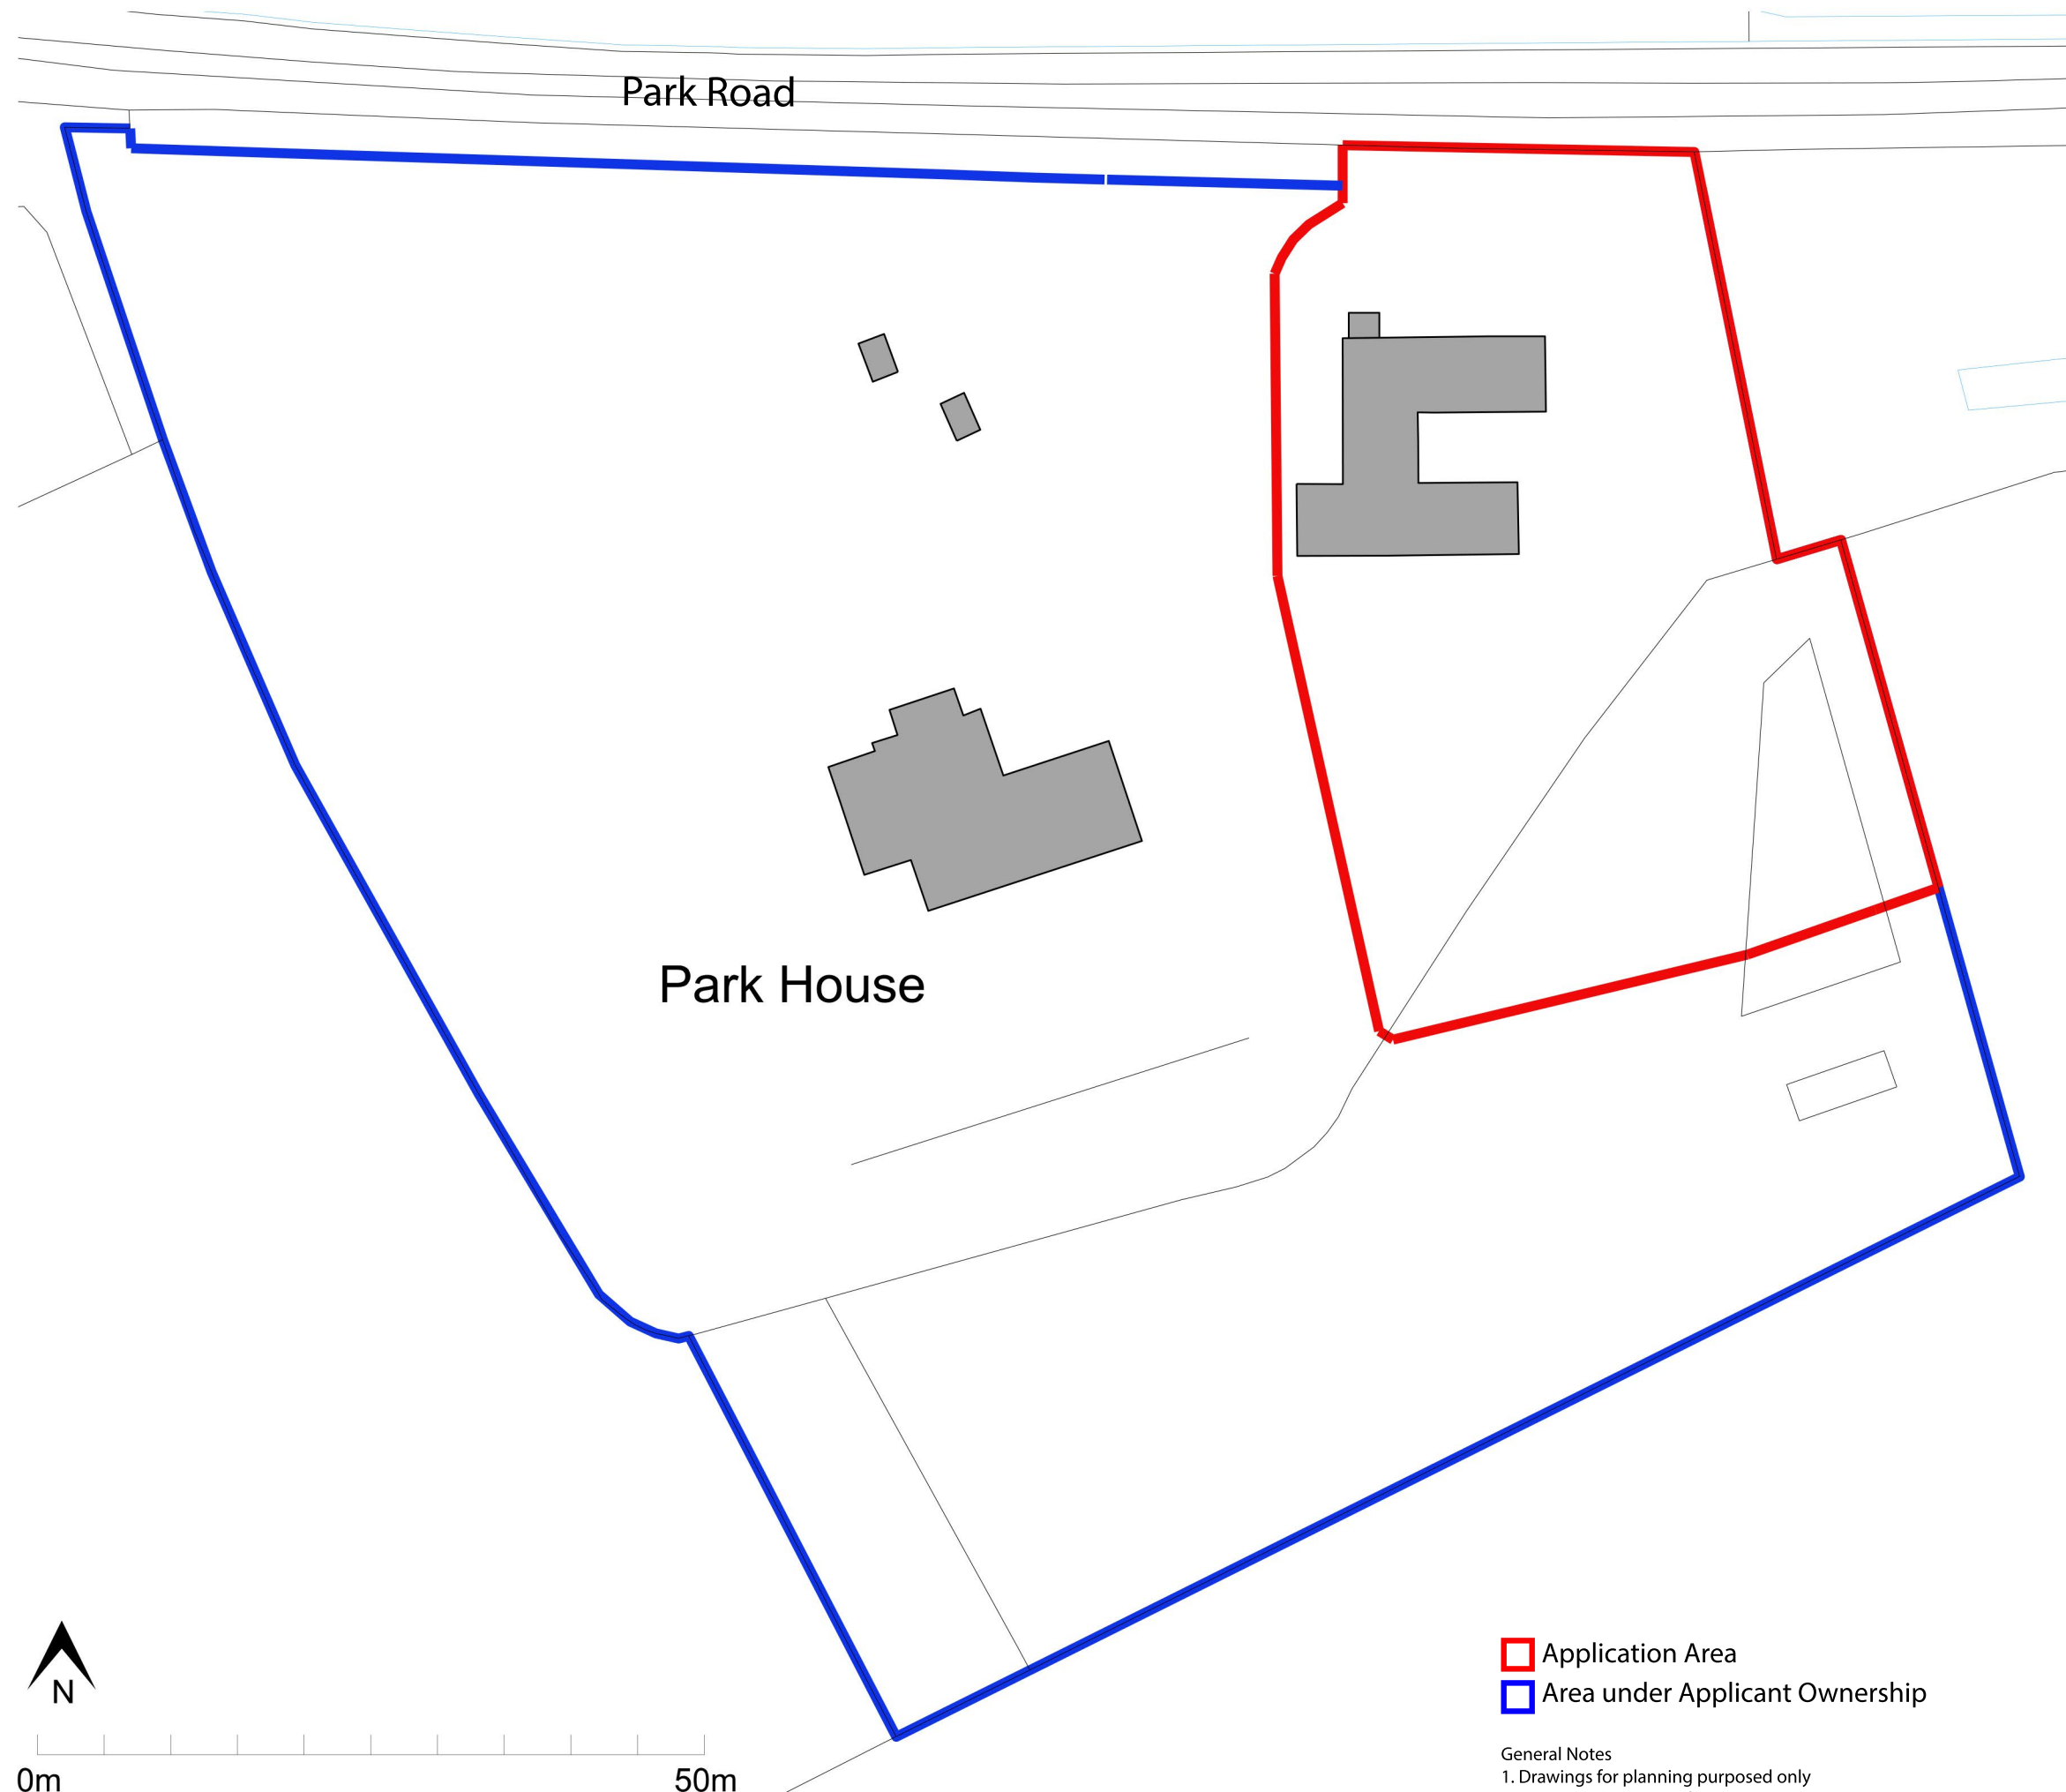 Park Road
Park House
N
0m 50m
Application Area
Area under Applicant Ownership
General Notes
1. Drawings for planning purposed only